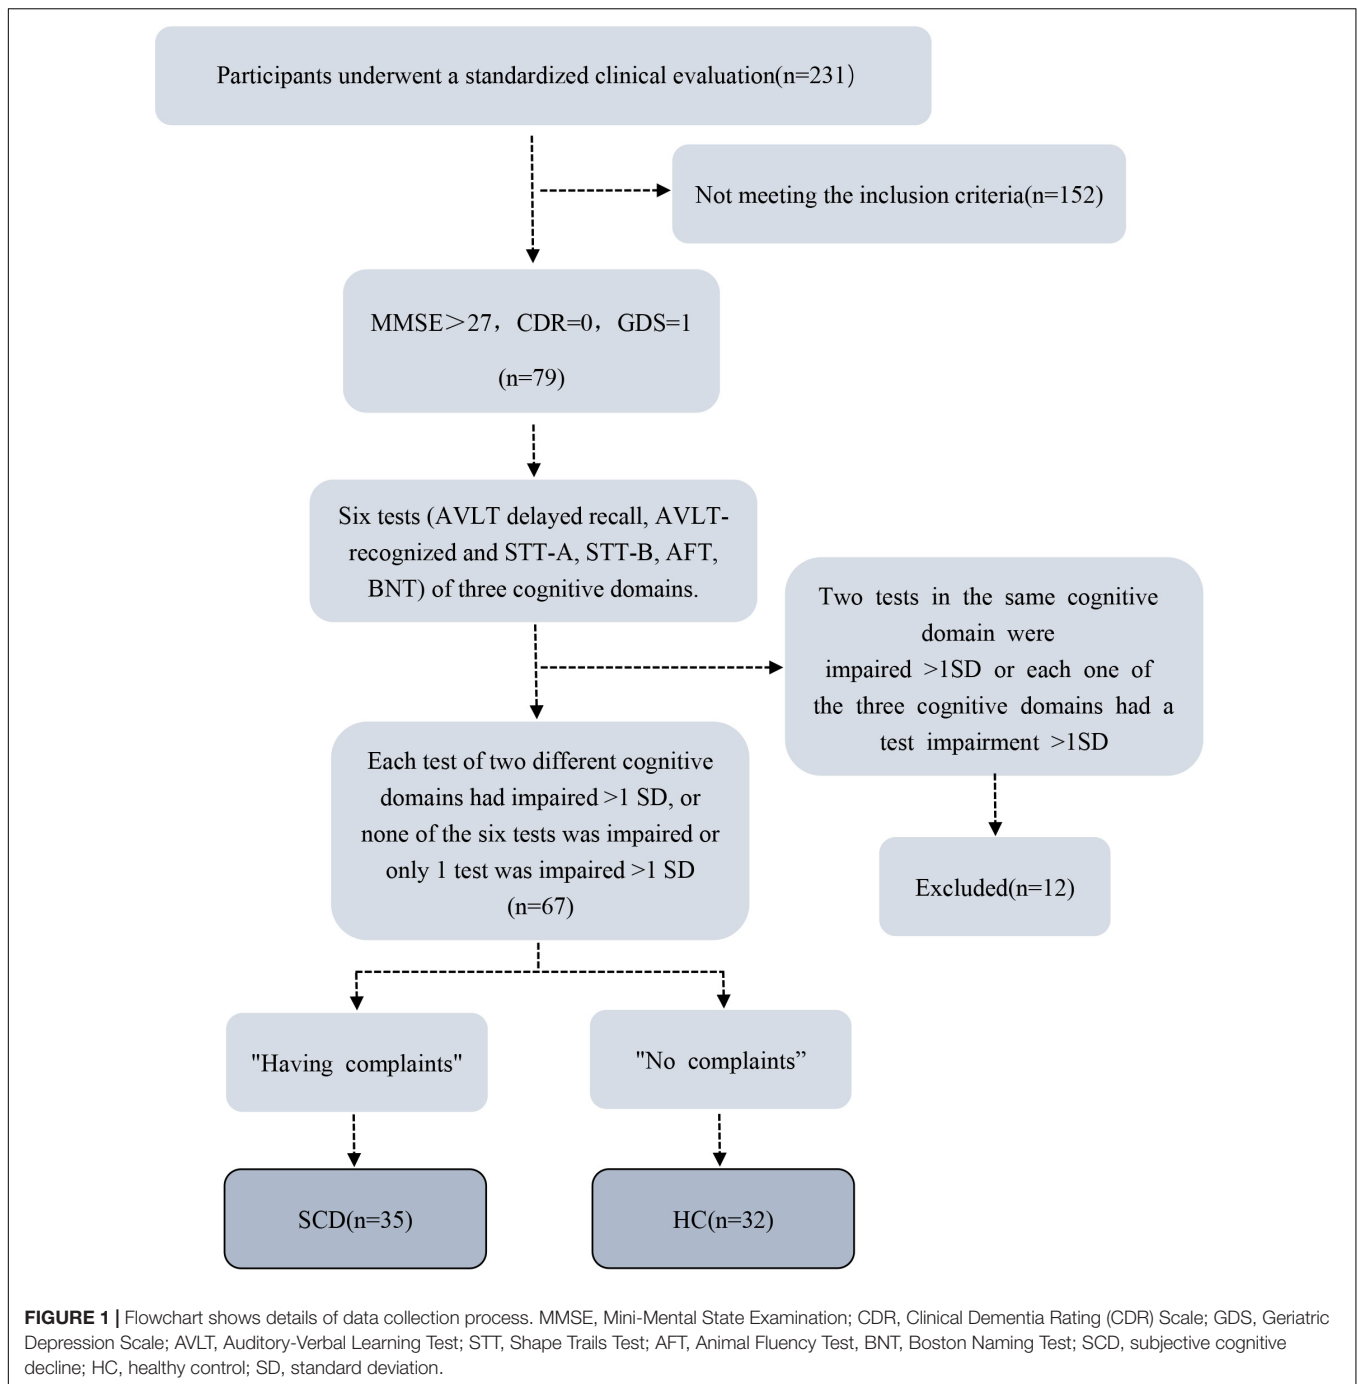 Participants underwent a standardized clinical evaluation(n=231)
Not meeting the inclusion criteria(n=152)
MMSE＞27，CDR=0，GDS=1
(n=79)
Six tests (AVLT delayed recall, AVLT-
recognized and STT-A, STT-B, AFT,
BNT) of three cognitive domains.
Two tests in the same cognitive
domain were
impaired >1SD or each one of
the three cognitive domains had a
test impairment >1SD
Each test of two different cognitive
domains had impaired >1 SD, or
none of the six tests was impaired or
only 1 test was impaired >1 SD
(n=67)
Excluded(n=12)
"Having complaints"
"No complaints”
SCD(n=35)
HC(n=32)
FIGURE 1 | Flowchart shows details of data collection process. MMSE, Mini-Mental State Examination; CDR, Clinical Dementia Rating (CDR) Scale; GDS, Geriatric
Depression Scale; AVLT, Auditory-Verbal Learning Test; STT, Shape Trails Test; AFT, Animal Fluency Test, BNT, Boston Naming Test; SCD, subjective cognitive
decline; HC, healthy control; SD, standard deviation.